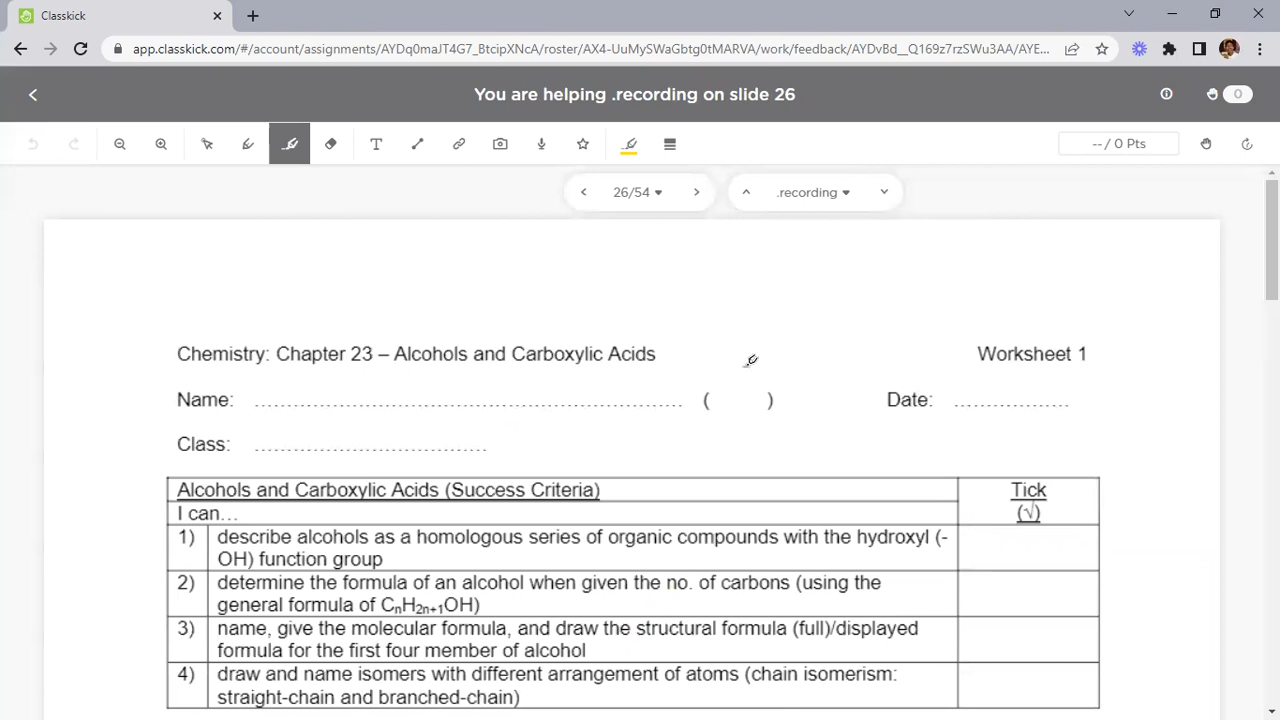 Classkick
app.classkick.com/#/account/assignments/AYDq0maJT4G7_BtcipXNNA/roster/AX4-UuMySWaGbtg0tMARVA/work/feedback/AYDvBd__Q169z7rzSWu3AA/AYE...
You are helping .recording on slide 26
0
T
-- / 0 Pts
26/54
.recording
Chemistry: Chapter 23 – Alcohols and Carboxylic Acids
Worksheet 1
Name: ........................................................ ( )
Date: ...................
Class: .......................................
Alcohols and Carboxylic Acids (Success Criteria)
Tick
I can...
(√)
1) describe alcohols as a homologous series of organic compounds with the hydroxyl (-
OH) function group
2) determine the formula of an alcohol when given the no. of carbons (using the
general formula of CnH2n+1OH)
3) name, give the molecular formula, and draw the structural formula (full)/displayed
formula for the first four member of alcohol
4) draw and name isomers with different arrangement of atoms (chain isomerism:
straight-chain and branched-chain)